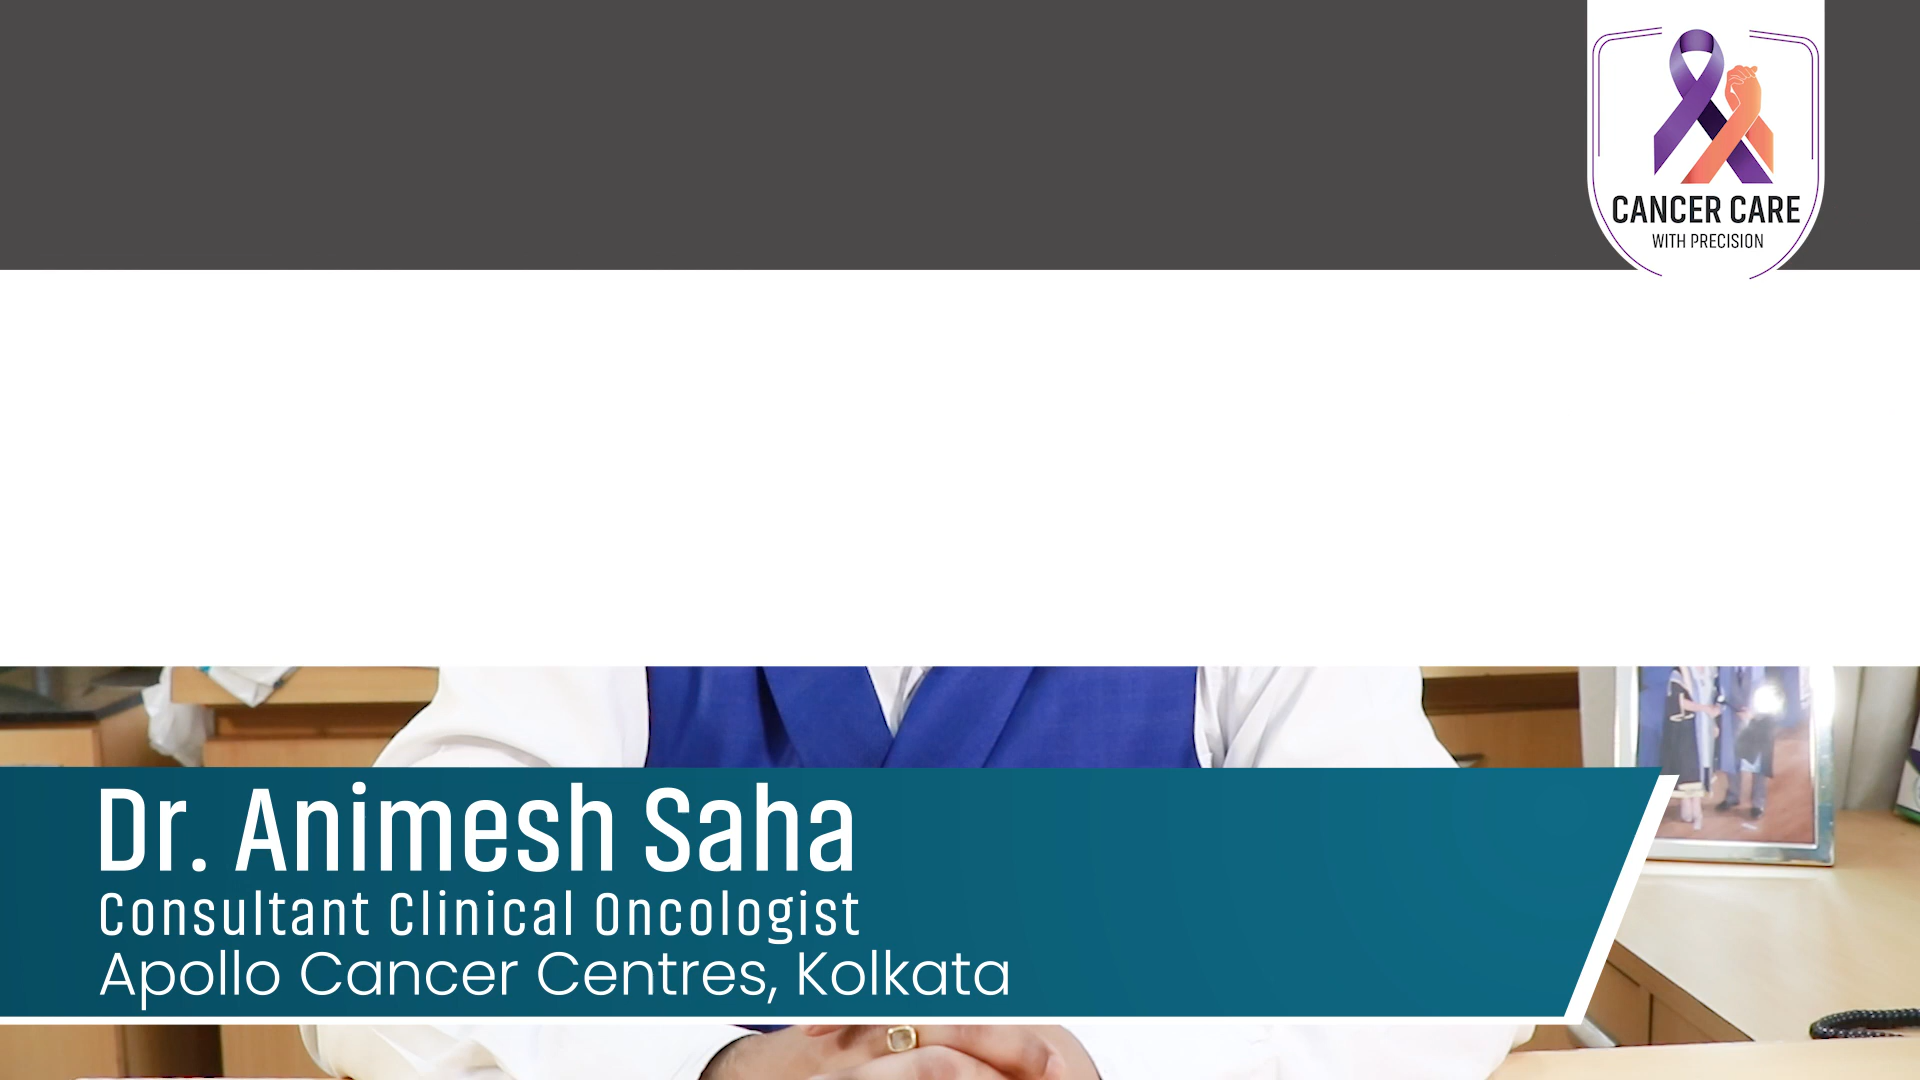 CANCER CARE
WITH PRECISION
Dr. Animesh Saha
Consultant Clinical Oncologist
Apollo Cancer Centres, Kolkata